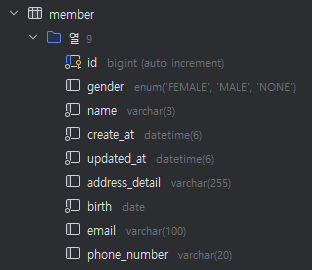 member
열 9
id bigint (auto increment)
gender enum('FEMALE', 'MALE', 'NONE')
name varchar(3)
create_at datetime(6)
updated_at datetime(6)
address_detail varchar(255)
birth date
email varchar(100)
phone_number varchar(20)